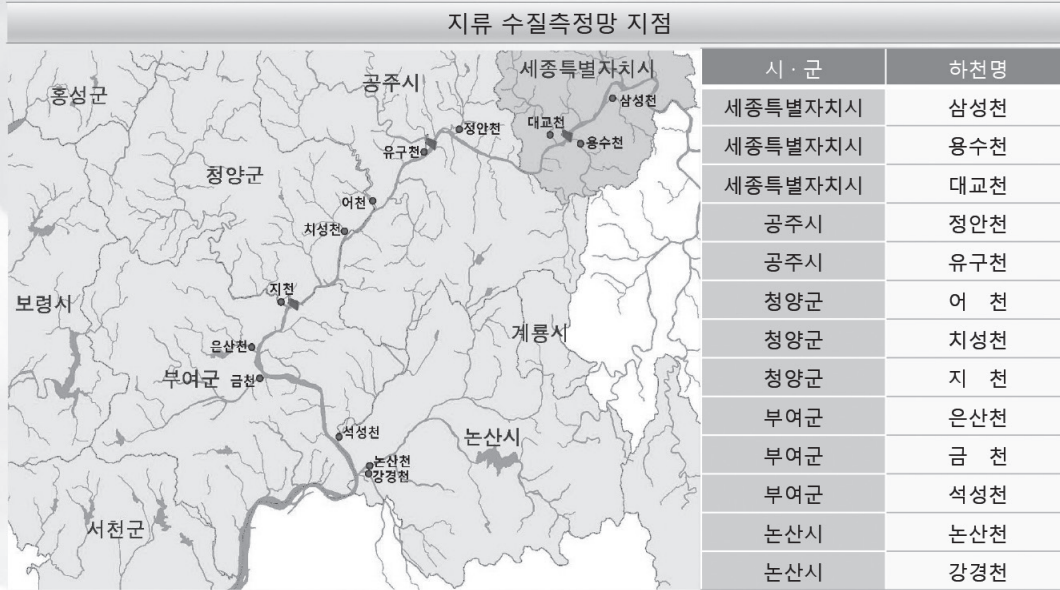 지류 수질측정망 지점
홍성군
공주시
세종특별자치시
삼성천
대교천
용수천
정안천
유구천
청양군
어천
치성천
지천
보령시
계룡시
은산천
부여군 금천
석성천
논산시
논산천
강경천
서천군
시 · 군 하천명
세종특별자치시 삼성천
세종특별자치시 용수천
세종특별자치시 대교천
공주시 정안천
공주시 유구천
청양군 어 천
청양군 치성천
청양군 지 천
부여군 은산천
부여군 금 천
부여군 석성천
논산시 논산천
논산시 강경천